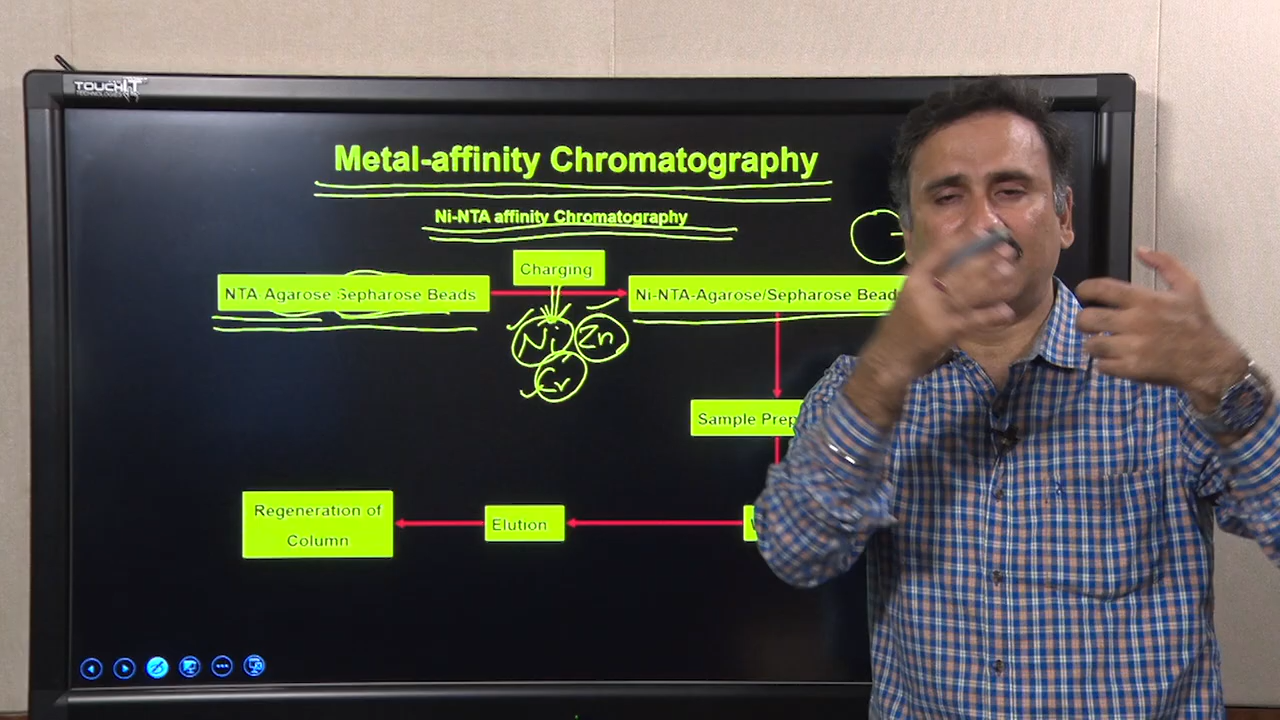 TOUCHIT
TECHNOLOGIES
Metal-affinity Chromatography
Ni-NTA affinity Chromatography
Charging
NTA-Agarose Sepharose Beads
Ni-NTA-Agarose/Sepharose Bead
Ni Zn
Cr
Sample Prep
Regeneration of
Column
Elution
W